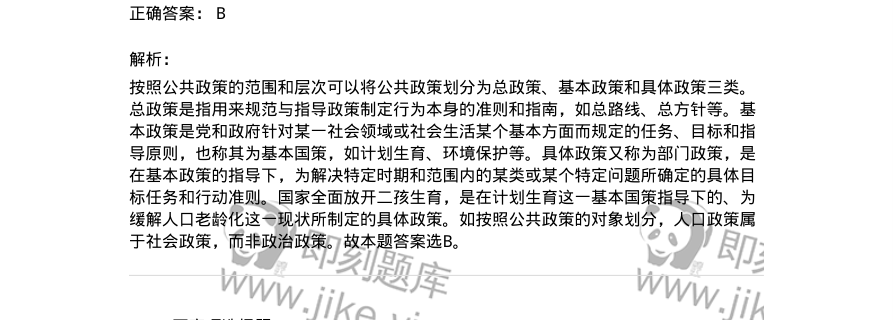 正确答案： B
解析：
按照公共政策的范围和层次可以将公共政策划分为总政策、基本政策和具体政策三类。
总政策是指用来规范与指导政策制定行为本身的准则和指南，如总路线、总方针等。基
本政策是党和政府针对某一社会领域或社会生活某个基本方面而规定的任务、目标和指
导原则，也称其为基本国策，如计划生育、环境保护等。具体政策又称为部门政策，是
在基本政策的指导下，为解决特定时期和范围内的某类或某个特定问题所确定的具体目
标任务和行动准则。国家全面放开二孩生育，是在计划生育这一基本国策指导下的、为
缓解人口老龄化这一现状所制定的具体政策。如按照公共政策的对象划分，人口政策属
于社会政策，而非政治政策。故本题答案选B。
即刻题库
www.jike.
即刻题
www.j